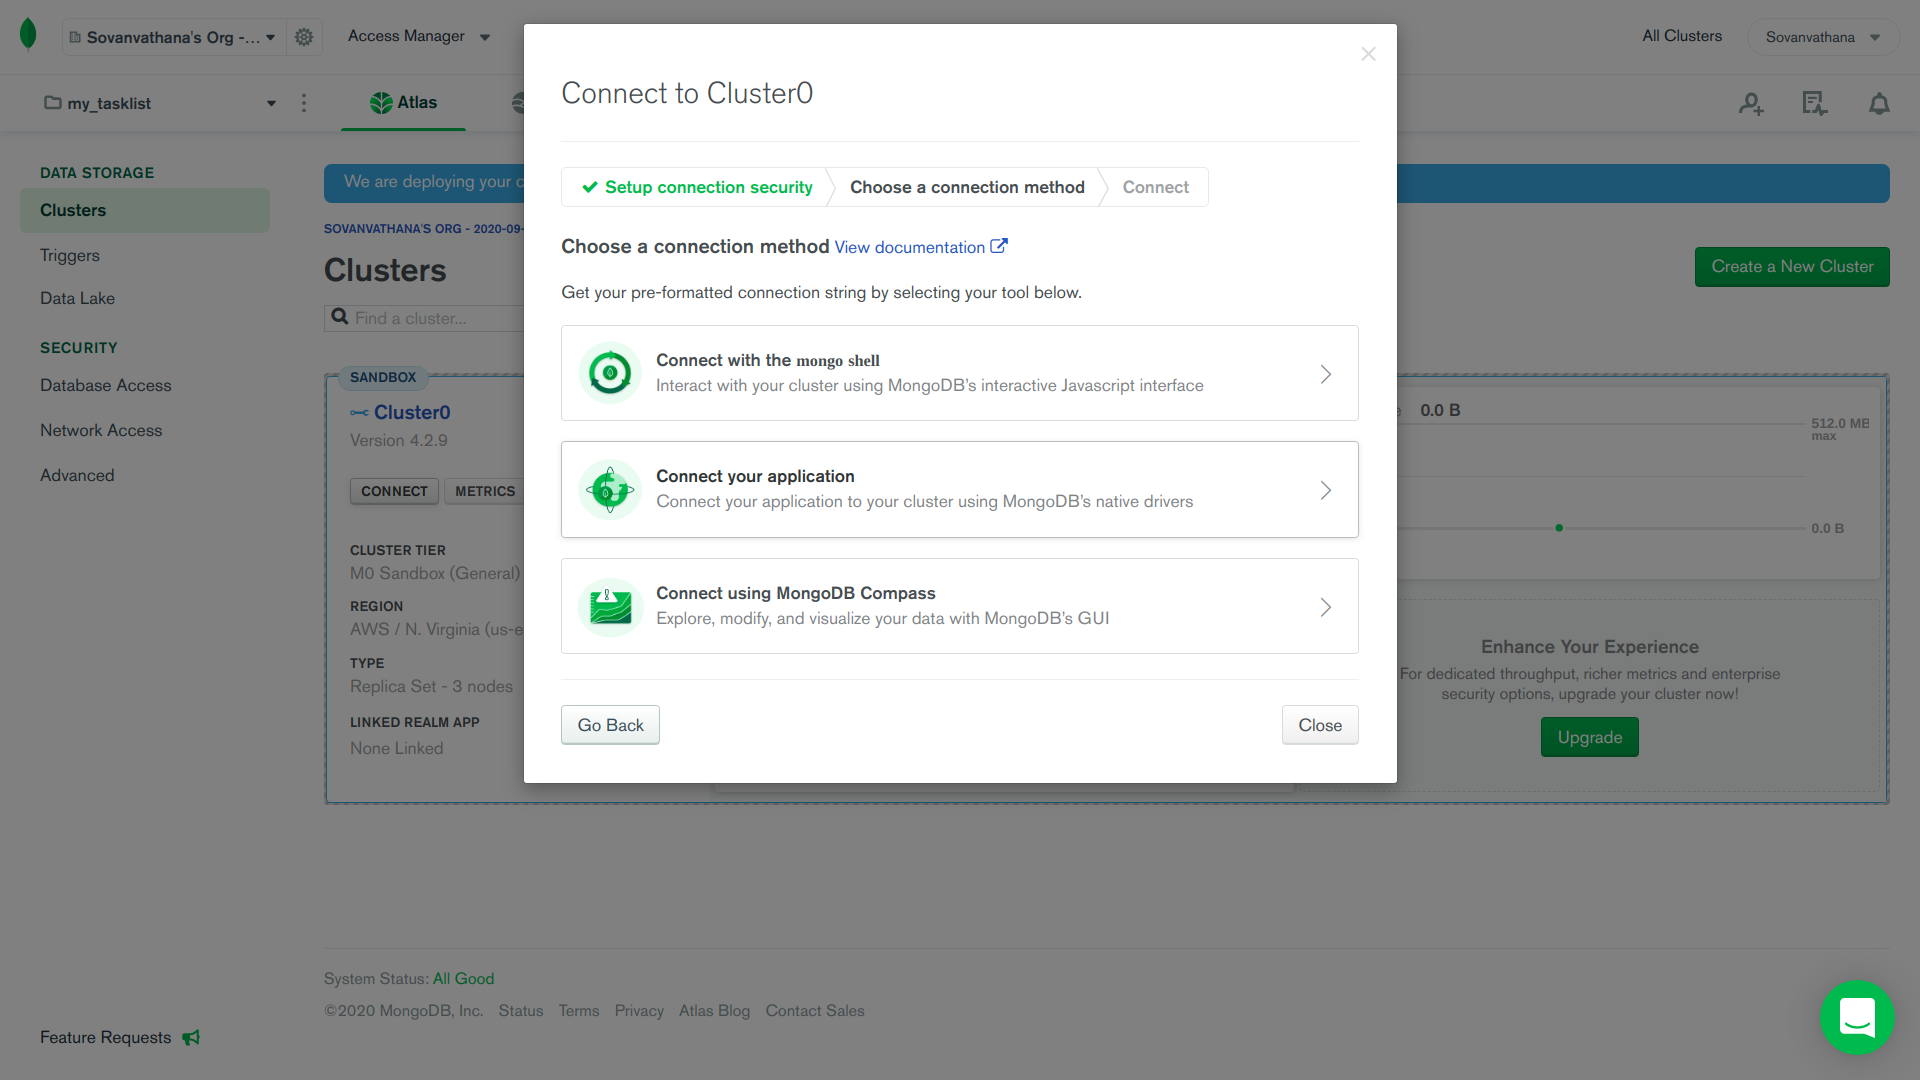 Sovanvathana's Org -...
Access Manager
All Clusters
Sovanvathana
my_tasklist
Atlas
DATA STORAGE
Clusters
Triggers
Data Lake
SECURITY
Database Access
Network Access
Advanced
Feature Requests
We are deploying your c
SOVANVATHANA'S ORG - 2020-09-
Clusters
Create a New Cluster
Find a cluster...
SANDBOX
Cluster0
Version 4.2.9
CONNECT
METRICS
CLUSTER TIER
M0 Sandbox (General)
REGION
AWS / N. Virginia (us-e
TYPE
Replica Set - 3 nodes
LINKED REALM APP
None Linked
Connect to Cluster0
Setup connection security
Choose a connection method
Connect
Choose a connection method View documentation
Get your pre-formatted connection string by selecting your tool below.
Connect with the mongo shell
Interact with your cluster using MongoDB's interactive Javascript interface
Connect your application
Connect your application to your cluster using MongoDB's native drivers
Connect using MongoDB Compass
Explore, modify, and visualize your data with MongoDB's GUI
Go Back
Close
0.0 B
512.0 MB
max
0.0 B
Enhance Your Experience
For dedicated throughput, richer metrics and enterprise
security options, upgrade your cluster now!
Upgrade
System Status: All Good
©2020 MongoDB, Inc. Status Terms Privacy Atlas Blog Contact Sales